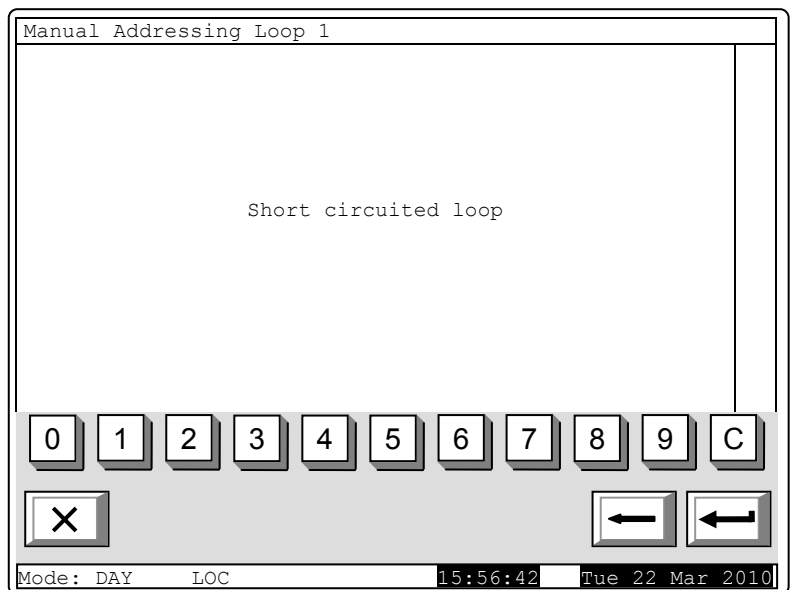 Manual Addressing Loop 1
Short circuited loop
0 1 2 3 4 5 6 7 8 9 C
Mode: DAY LOC 15:56:42 Tue 22 Mar 2010